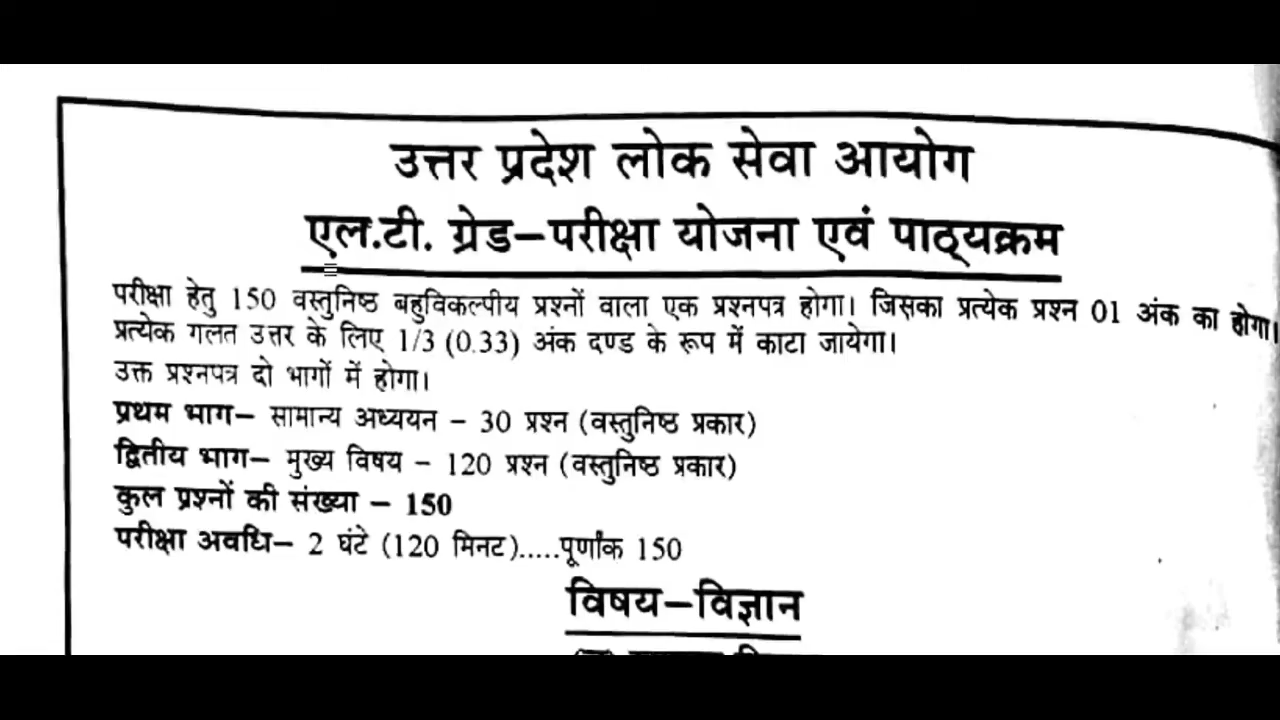 उत्तर प्रदेश लोक सेवा आयोग
एल.टी. ग्रेड–परीक्षा योजना एवं पाठ्यक्रम
परीक्षा हेतु 150 वस्तुनिष्ठ बहुविकल्पीय प्रश्नों वाला एक प्रश्नपत्र होगा। जिसका प्रत्येक प्रश्न 01 अंक का होगा।
प्रत्येक गलत उत्तर के लिए 1/3 (0.33) अंक दण्ड के रूप में काटा जायेगा।
उक्त प्रश्नपत्र दो भागों में होगा।
प्रथम भाग– सामान्य अध्ययन – 30 प्रश्न (वस्तुनिष्ठ प्रकार)
द्वितीय भाग– मुख्य विषय – 120 प्रश्न (वस्तुनिष्ठ प्रकार)
कुल प्रश्नों की संख्या – 150
परीक्षा अवधि– 2 घंटे (120 मिनट).....पूर्णांक 150
विषय–विज्ञान